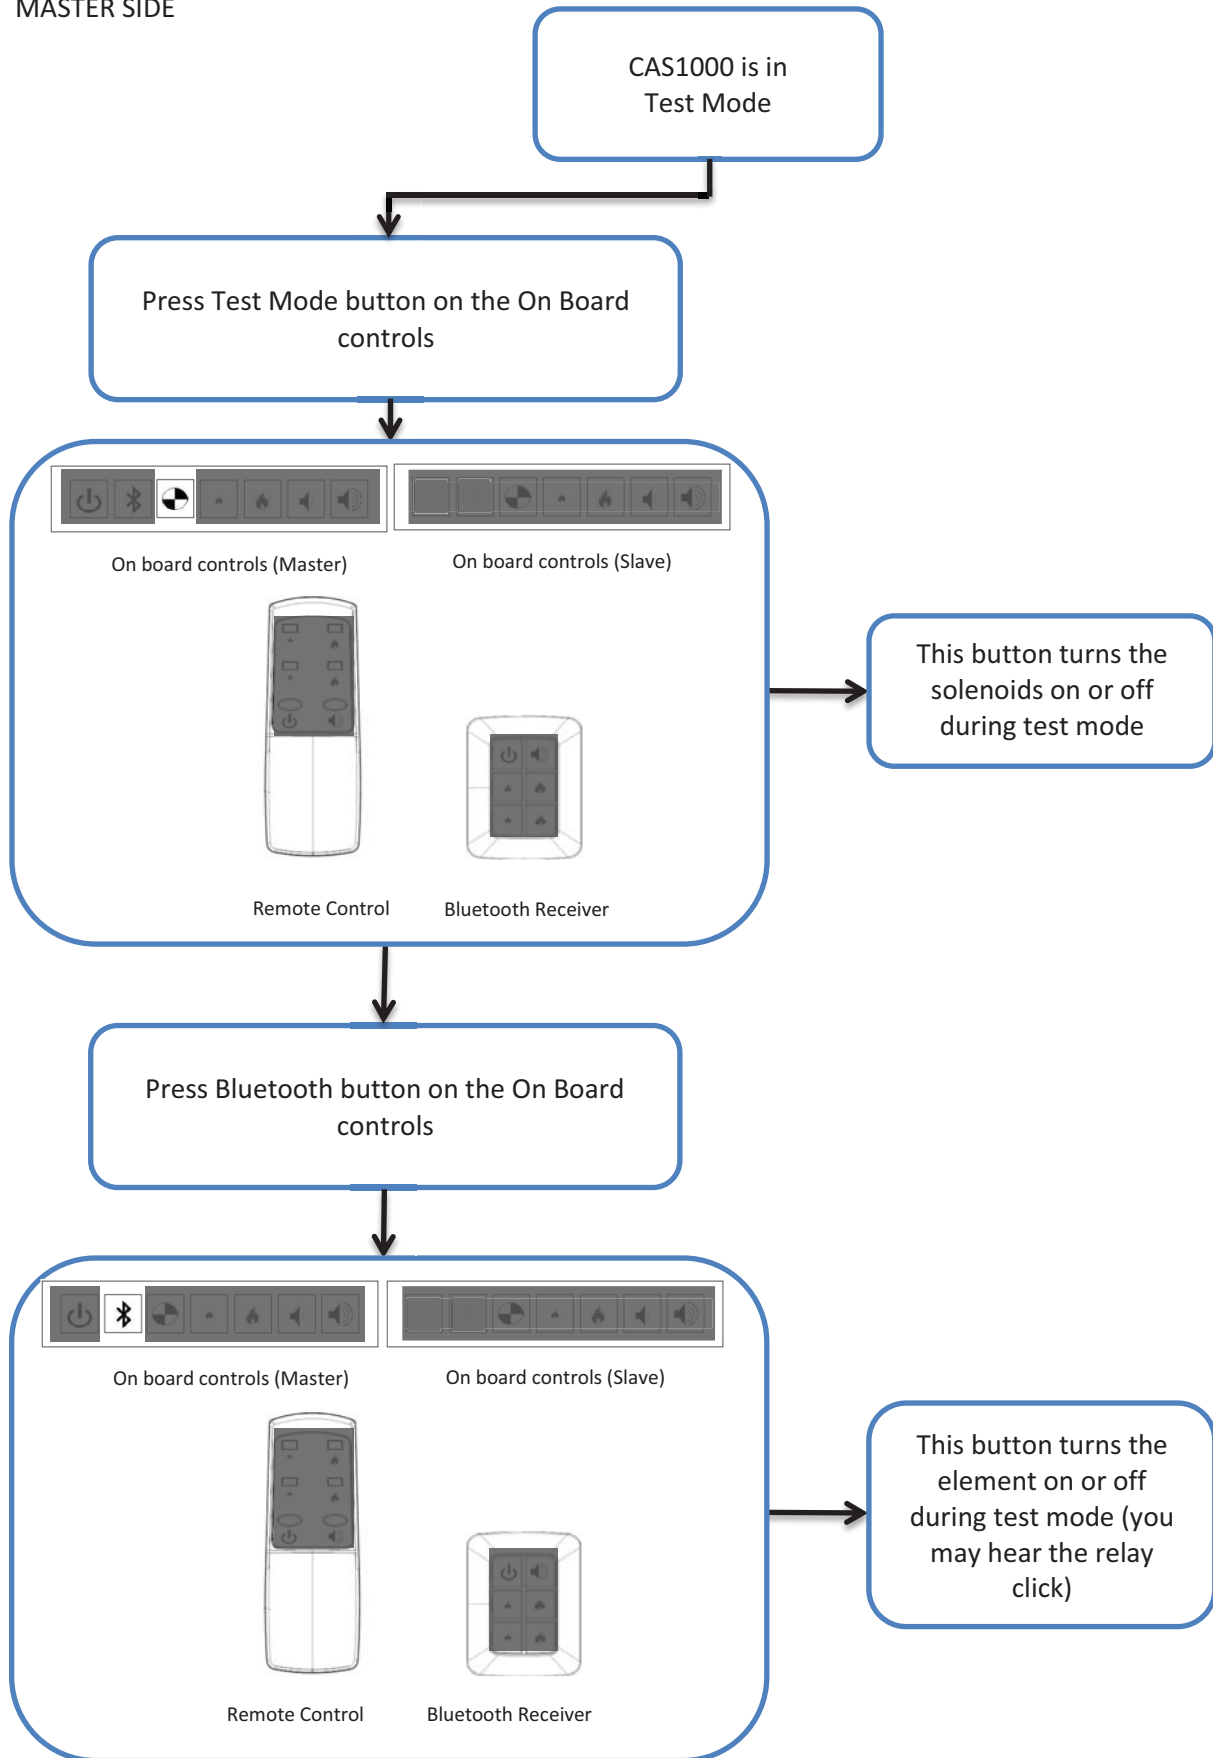 MASTER SIDE
CAS1000 is in
Test Mode
Press Test Mode button on the On Board
controls
On board controls (Master)
On board controls (Slave)
This button turns the
solenoids on or off
during test mode
Remote Control
Bluetooth Receiver
Press Bluetooth button on the On Board
controls
On board controls (Master)
On board controls (Slave)
This button turns the
element on or off
during test mode (you
may hear the relay
click)
Remote Control
Bluetooth Receiver